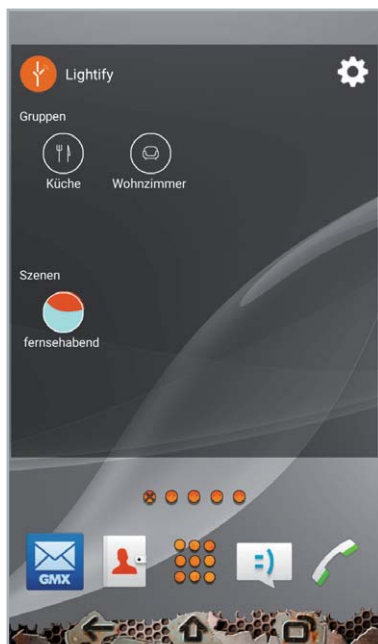 Lightify
Gruppen
Küche Wohnzimmer
Szenen
fernsehabend
GMX
:)